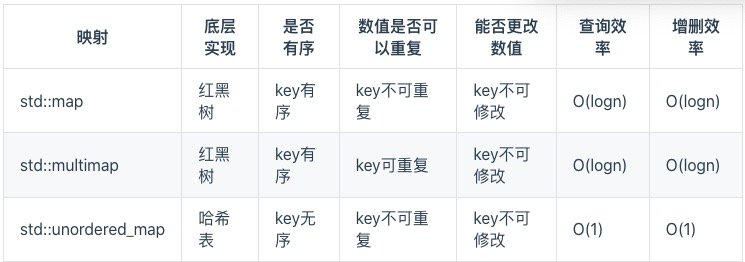 映射 底层实现 是否有序 数值是否可以重复 能否更改数值 查询效率 增删效率
std::map 红黑树 key有序 key不可重复 key不可修改 O(logn) O(logn)
std::multimap 红黑树 key有序 key可重复 key不可修改 O(logn) O(logn)
std::unordered_map 哈希表 key无序 key不可重复 key不可修改 O(1) O(1)